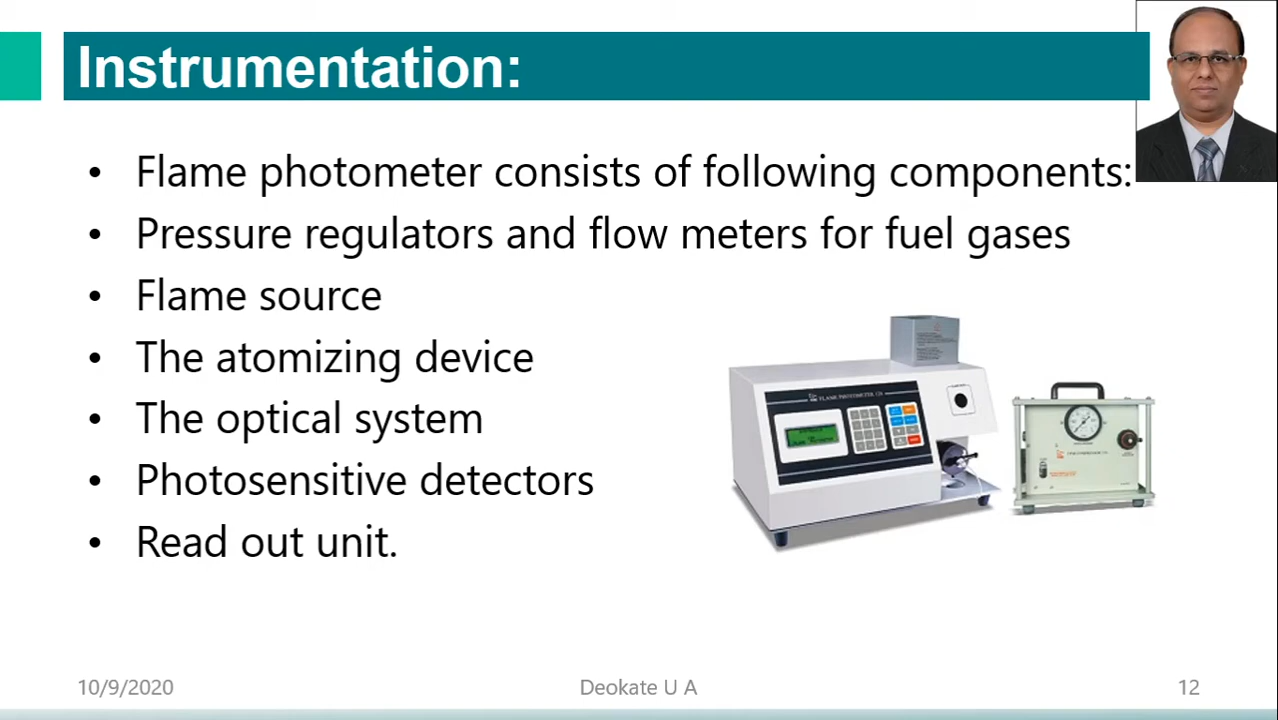 Instrumentation:
• Flame photometer consists of following components:
• Pressure regulators and flow meters for fuel gases
• Flame source
• The atomizing device
• The optical system
• Photosensitive detectors
• Read out unit.
FLAME PHOTOMETER
10/9/2020
Deokate U A
12